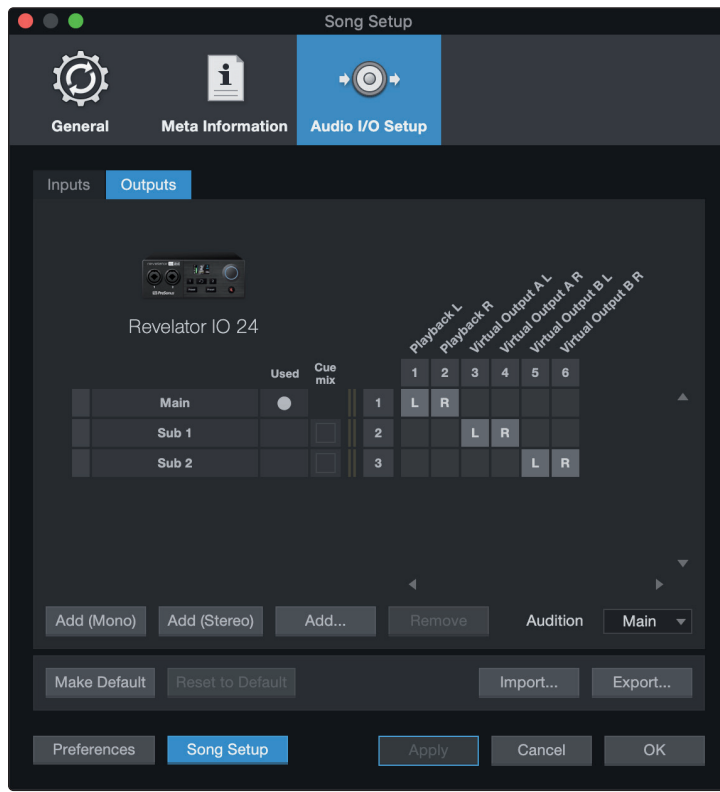 Song Setup
General
Meta Information
Audio I/O Setup
Inputs
Outputs
Revelator IO 24
Playback L
Playback R
Virtual Output A L
Virtual Output A R
Virtual Output B L
Virtual Output B R
Used
Cue mix
1 2 3 4 5 6
Main 1 L R
Sub 1 2 L R
Sub 2 3 L R
Add (Mono)
Add (Stereo)
Add...
Remove
Audition
Main
Make Default
Reset to Default
Import...
Export...
Preferences
Song Setup
Apply
Cancel
OK